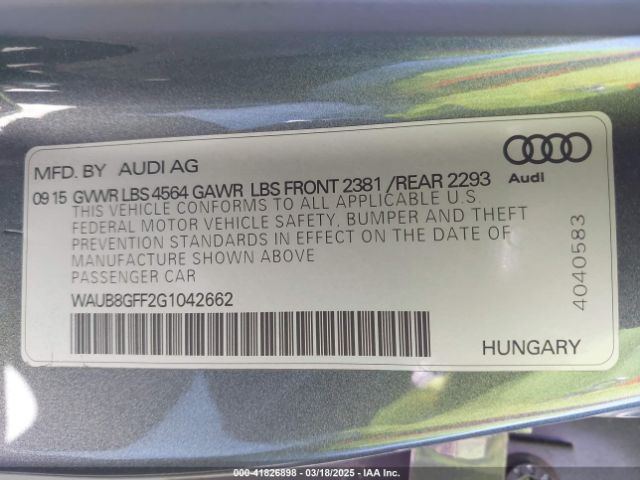 MFD. BY AUDI AG
Audi
09 15 GVWR LBS 4564 GAWR LBS FRONT 2381 /REAR 2293
THIS VEHICLE CONFORMS TO ALL APPLICABLE U.S.
FEDERAL MOTOR VEHICLE SAFETY, BUMPER AND THEFT
PREVENTION STANDARDS IN EFFECT ON THE DATE OF
MANUFACTURE SHOWN ABOVE
PASSENGER CAR
WAUB8GFF2G1042662
4040583
HUNGARY
000-41826898 - 03/18/2025 - IAA Inc.